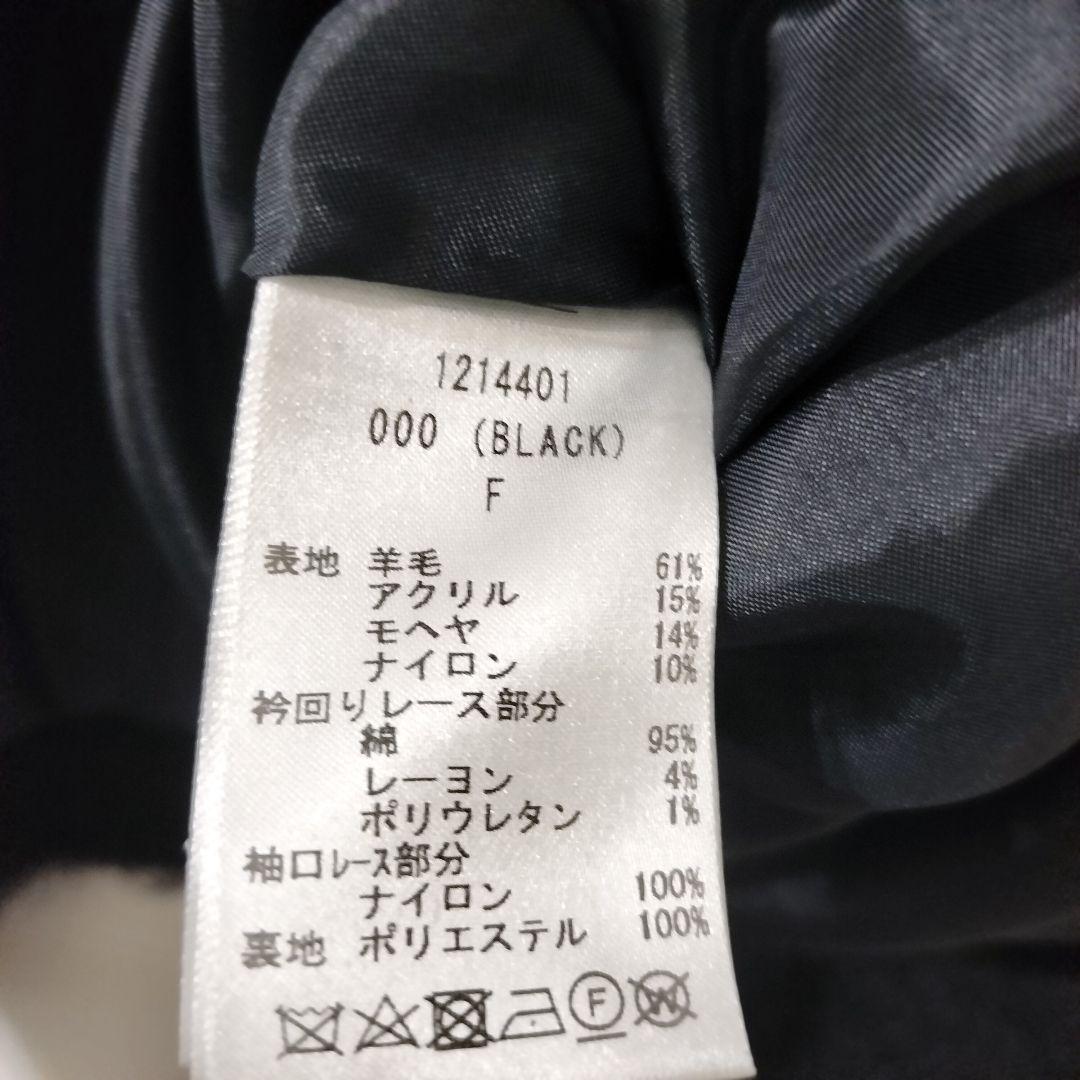 1214401
000 (BLACK)
F
表地 羊毛 61%
アクリル 15%
モヘヤ 14%
ナイロン 10%
衿回りレース部分
綿 95%
レーヨン 4%
ポリウレタン 1%
袖口レース部分
ナイロン 100%
裏地 ポリエステル 100%
F W